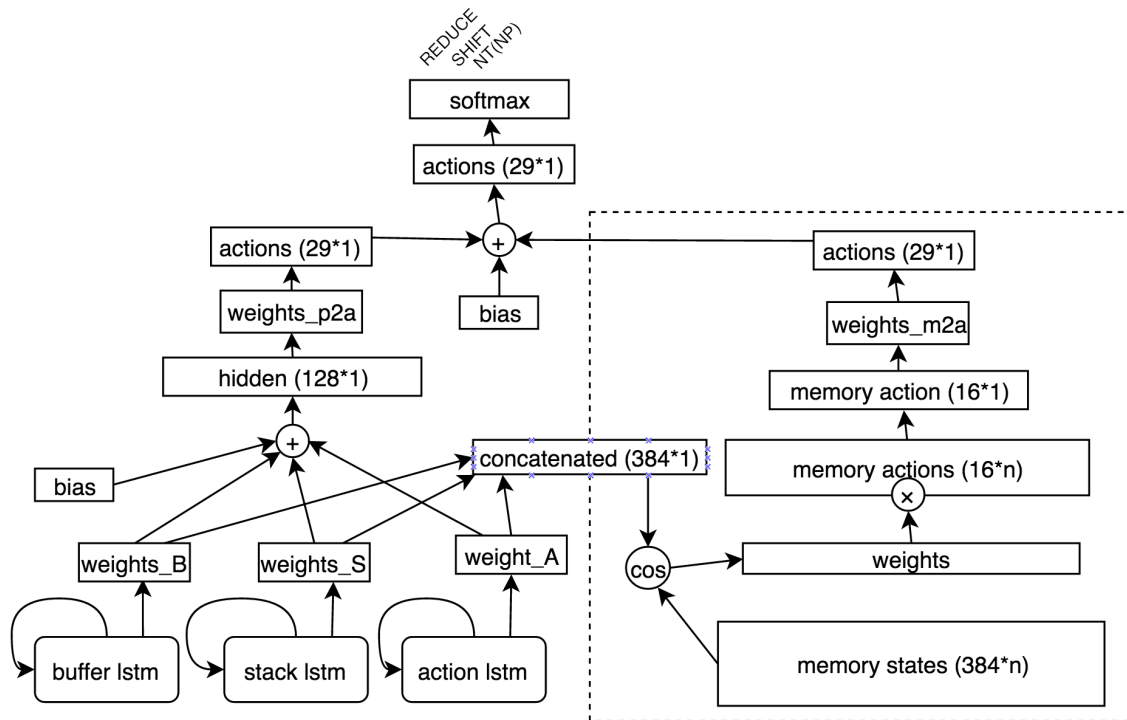 REDUCE
SHIFT
NT(NP)
softmax
actions (29*1)
actions (29*1)
+
actions (29*1)
weights_p2a
bias
weights_m2a
hidden (128*1)
memory action (16*1)
+
concatenated (384*1)
memory actions (16*n)
×
bias
weights_B
weights_S
weight_A
cos
weights
buffer lstm
stack lstm
action lstm
memory states (384*n)